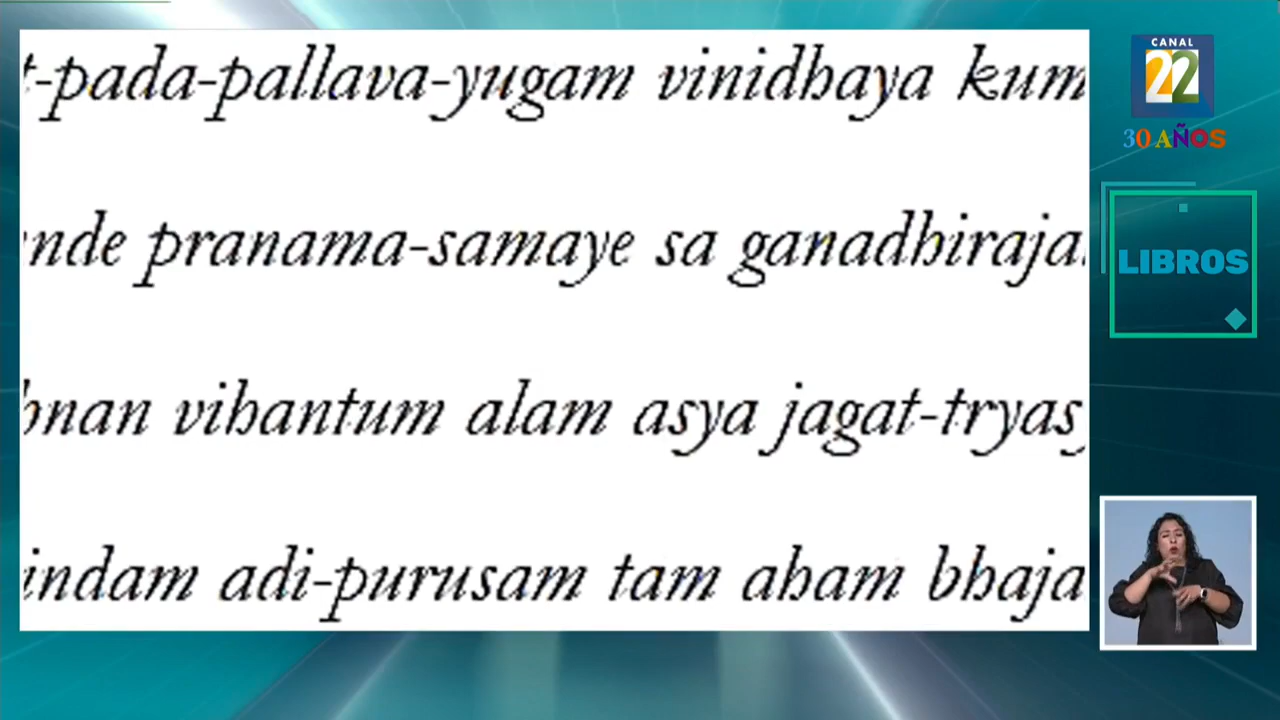 t-pada-pallava-yugam vinidhaya kum
nde pranama-samaye sa ganadhiraja
hnan vihantum alam asya jagat-tryas
indam adi-purusam tam aham bhaja
CANAL
22
30 AÑOS
LIBROS